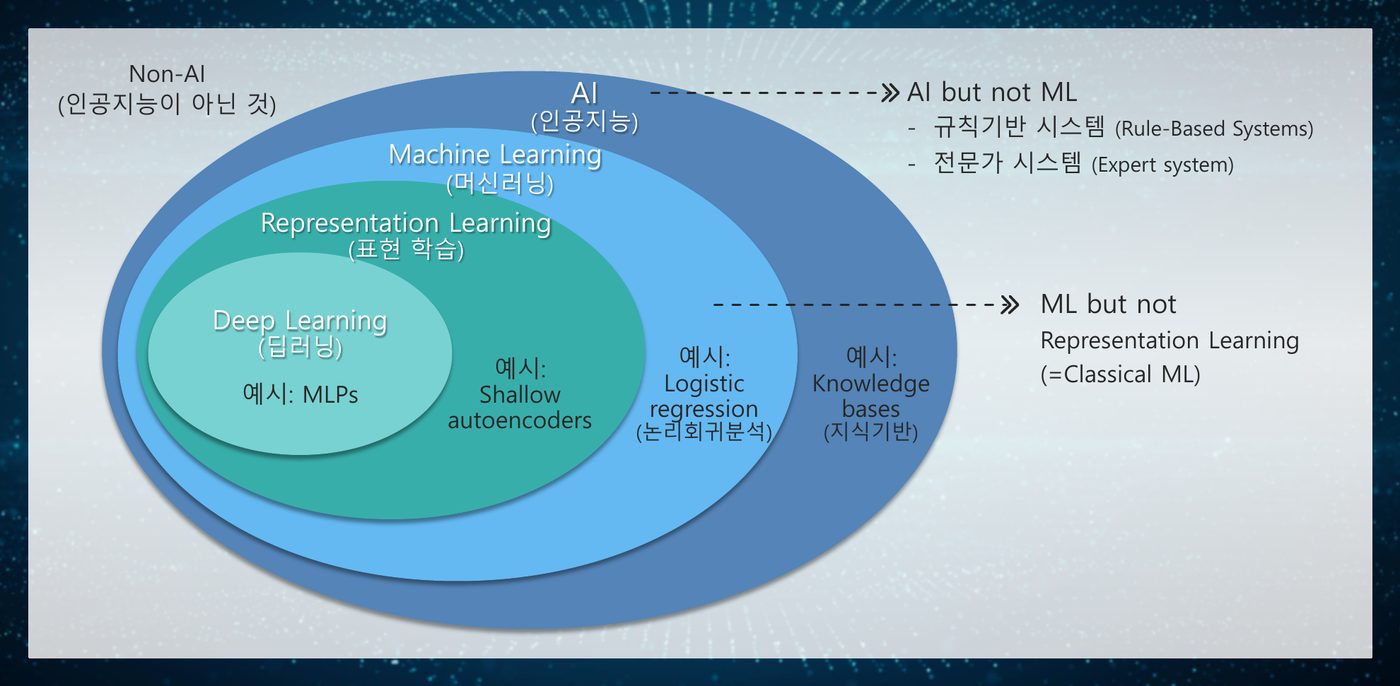 Non-AI
(인공지능이 아닌 것)
AI
(인공지능)
AI but not ML
- 규칙기반 시스템 (Rule-Based Systems)
- 전문가 시스템 (Expert system)
Machine Learning
(머신러닝)
Representation Learning
(표현 학습)
Deep Learning
(딥러닝)
예시: MLPs
예시:
Shallow
autoencoders
예시:
Logistic
regression
(논리회귀분석)
예시:
Knowledge
bases
(지식기반)
ML but not
Representation Learning
(=Classical ML)